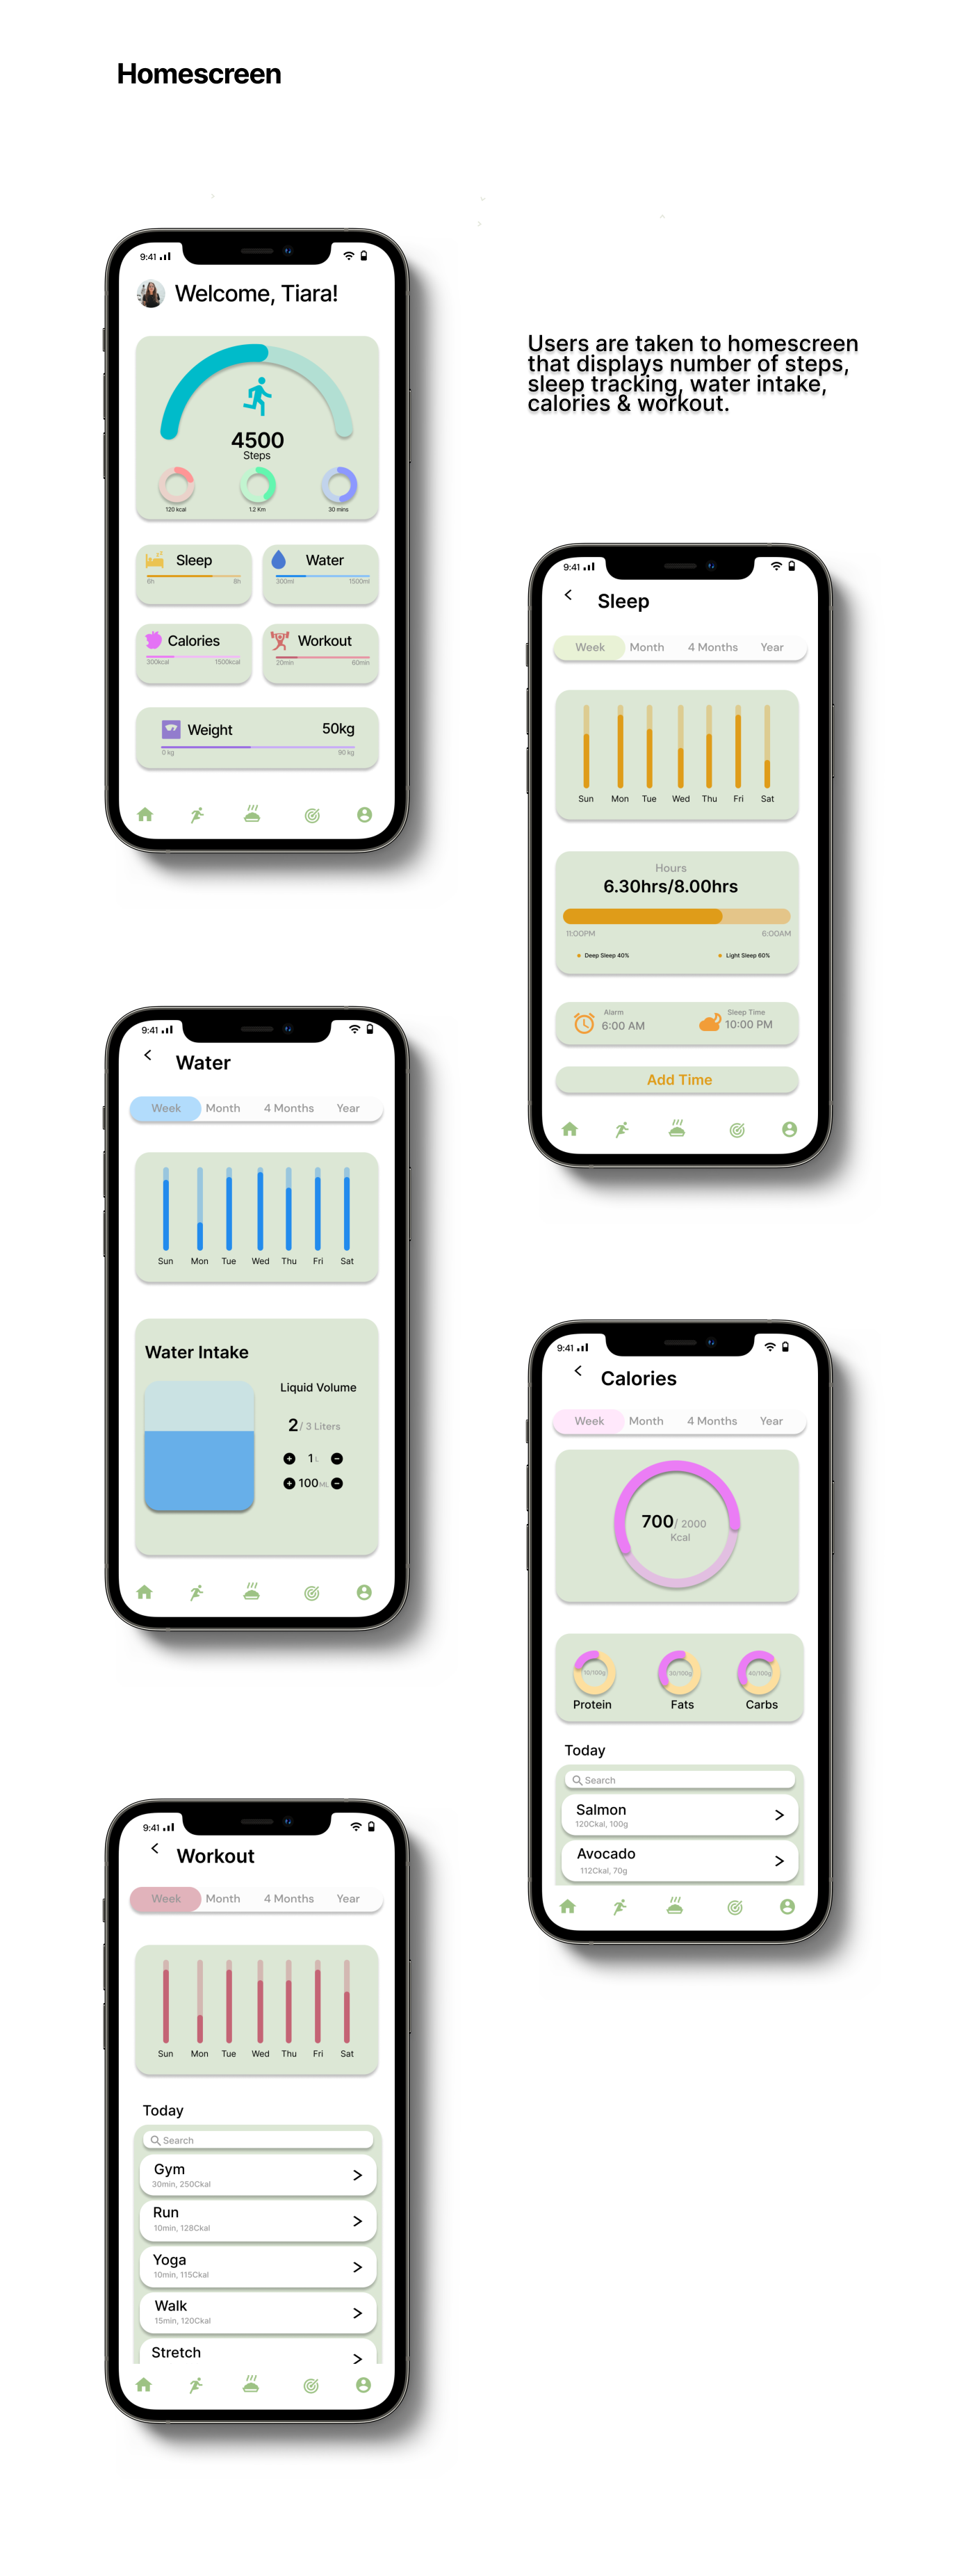 Homescreen
9:41
Welcome, Tiara!
4500
Steps
120 kcal
1.2 Km
30 mins
Sleep
6h 8h
Water
300ml 1500ml
Calories
300kcal 1500kcal
Workout
20min 60min
Weight 50kg
0 kg 90 kg
Users are taken to homescreen
that displays number of steps,
sleep tracking, water intake,
calories & workout.
9:41
Sleep
Week Month 4 Months Year
Sun Mon Tue Wed Thu Fri Sat
Hours
6.30hrs/8.00hrs
11:00PM 6:00AM
Deep Sleep 40% Light Sleep 60%
Alarm
6:00 AM
Sleep Time
10:00 PM
Add Time
9:41
Water
Week Month 4 Months Year
Sun Mon Tue Wed Thu Fri Sat
Water Intake
Liquid Volume
2 / 3 Liters
1 L
100 ML
9:41
Calories
Week Month 4 Months Year
700 / 2000
Kcal
10/100g
Protein
30/100g
Fats
40/100g
Carbs
Today
Search
Salmon
120Ckal, 100g
Avocado
112Ckal, 70g
9:41
Workout
Week Month 4 Months Year
Sun Mon Tue Wed Thu Fri Sat
Today
Search
Gym
30min, 250Ckal
Run
10min, 128Ckal
Yoga
10min, 115Ckal
Walk
15min, 120Ckal
Stretch